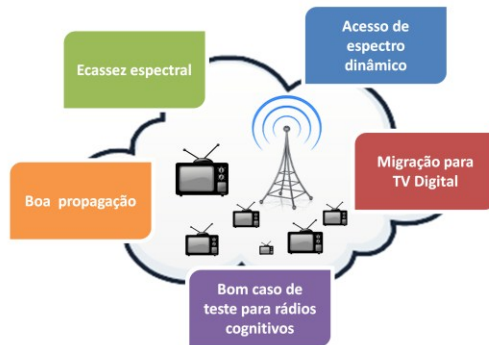 Acesso de
espectro
dinâmico
Ecassez espectral
Migração para
TV Digital
Boa propagação
Bom caso de
teste para rádios
cognitivos